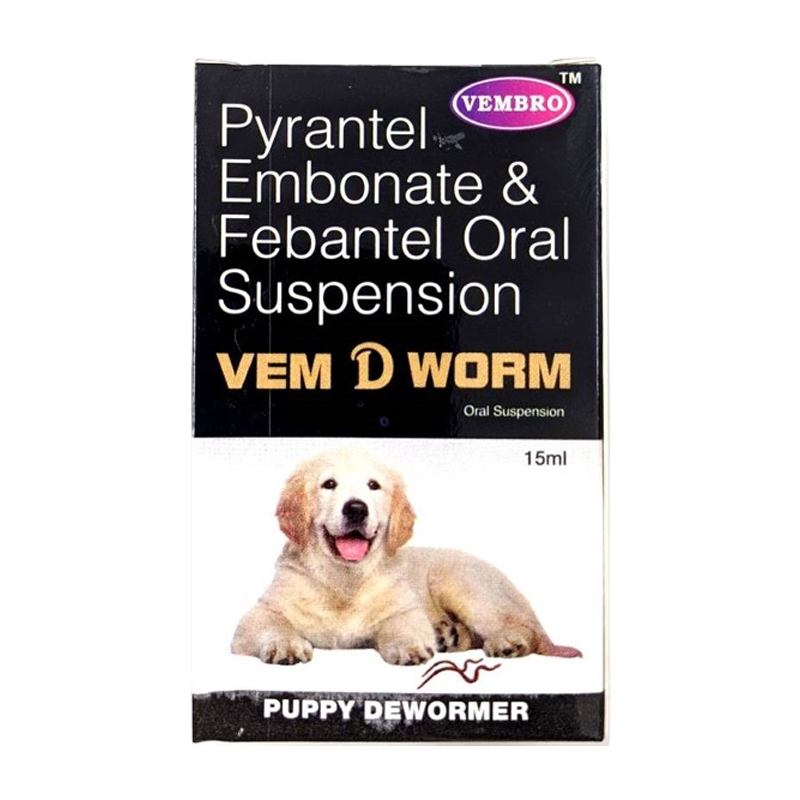 VEMBRO
TM
Pyrantel
Embonate &
Febantel Oral
Suspension
VEM D WORM
Oral Suspension
15ml
PUPPY DEWORMER